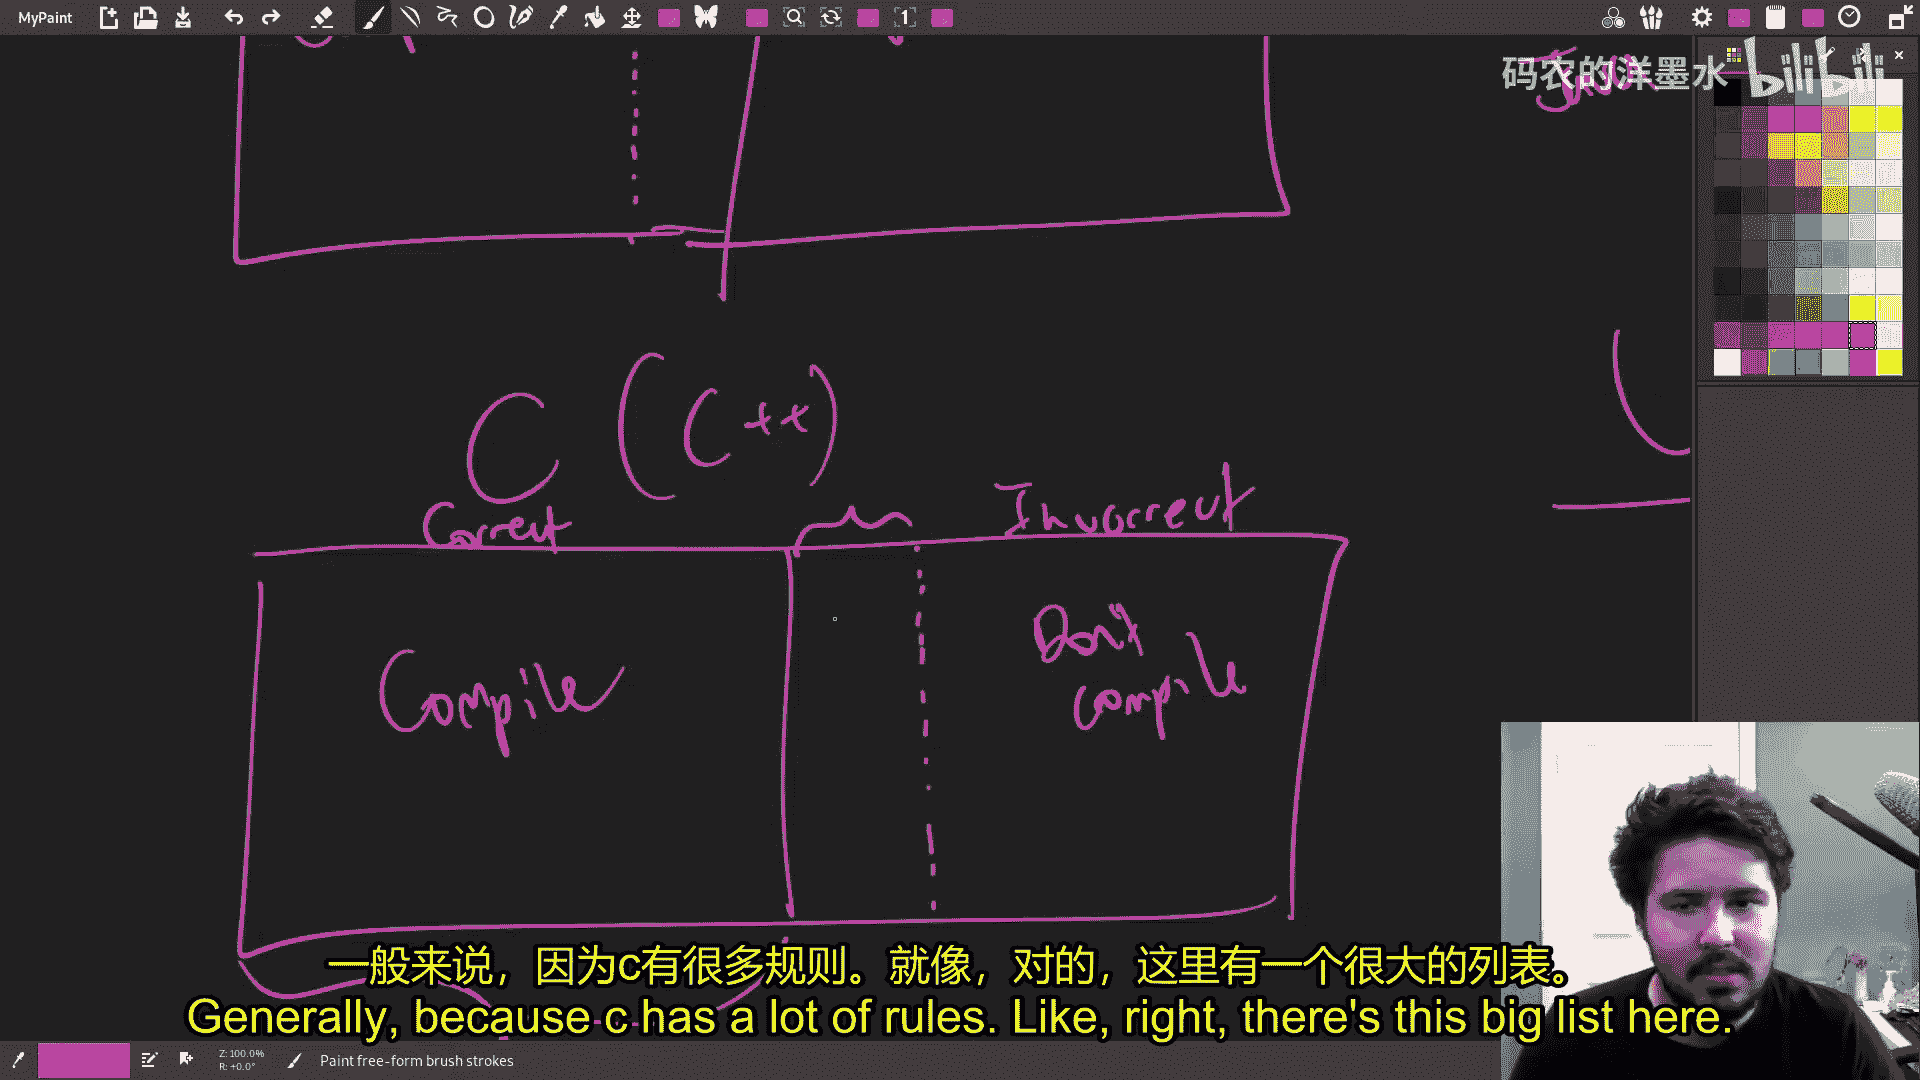 MyPaint
码农的洋墨水 bilibili
Java
C (C++)
Correct
Incorrect
Compile
Don't
compile
一般来说，因为c有很多规则。就像，对的，这里有一个很大的列表。
Generally, because c has a lot of rules. Like, right, there's this big list here.
Z: 100.0%
R: +0.0°
Paint free-form brush strokes